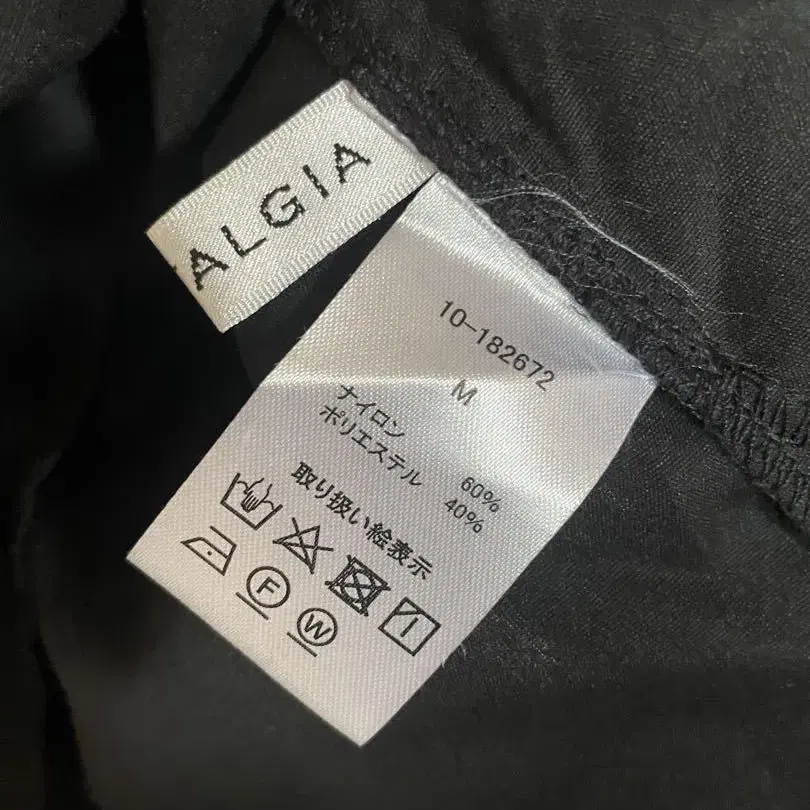 ALGIA
10-182672
M
ナイロン 60%
ポリエステル 40%
取り扱い絵表示
F
W